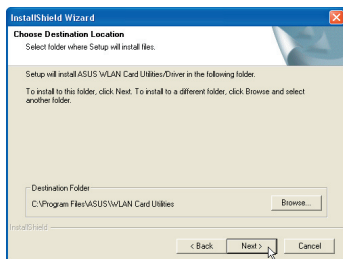 InstallShield Wizard
Choose Destination Location
Select folder where Setup will install files.
Setup will install ASUS WLAN Card Utilities/Driver in the following folder.
To install to this folder, click Next. To install to a different folder, click Browse and select
another folder.
Destination Folder
C:\Program Files\ASUS\WLAN Card Utilities
Browse...
InstallShield
< Back
Next >
Cancel